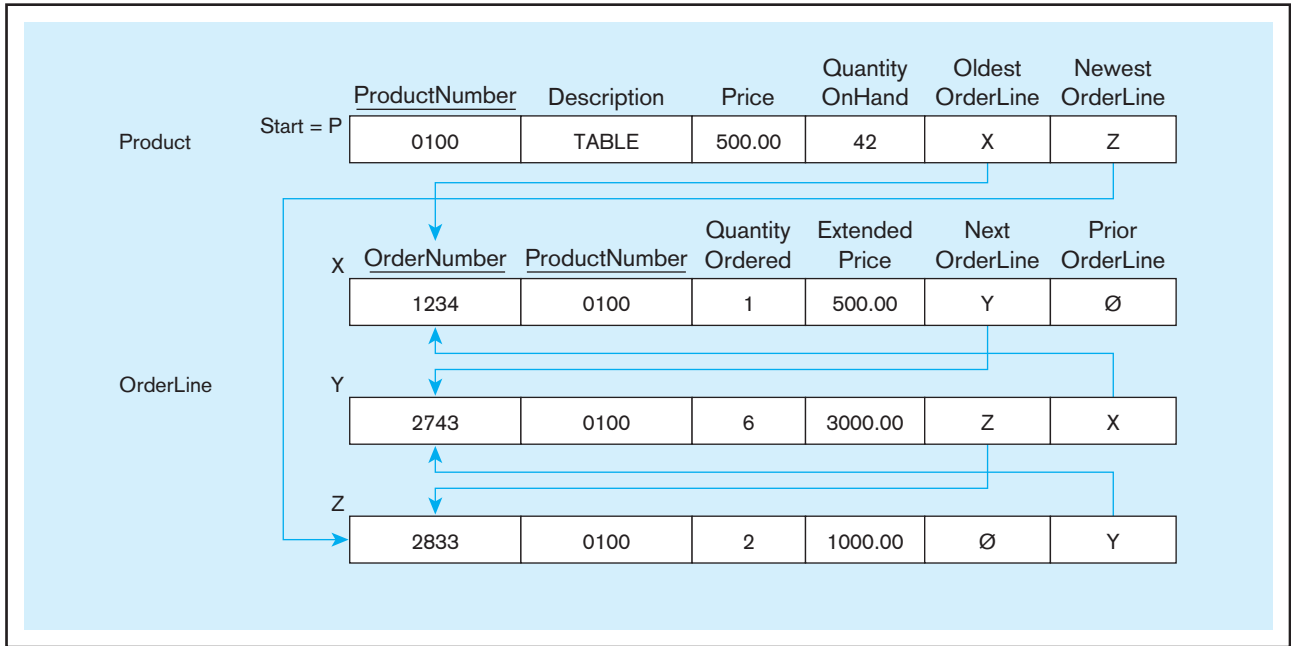 Quantity Oldest Newest
ProductNumber Description Price OnHand OrderLine OrderLine
Start = P
Product 0100 TABLE 500.00 42 X Z
Quantity Extended Next Prior
X OrderNumber ProductNumber Ordered Price OrderLine OrderLine
1234 0100 1 500.00 Y Ø
OrderLine Y
2743 0100 6 3000.00 Z X
Z
2833 0100 2 1000.00 Ø Y